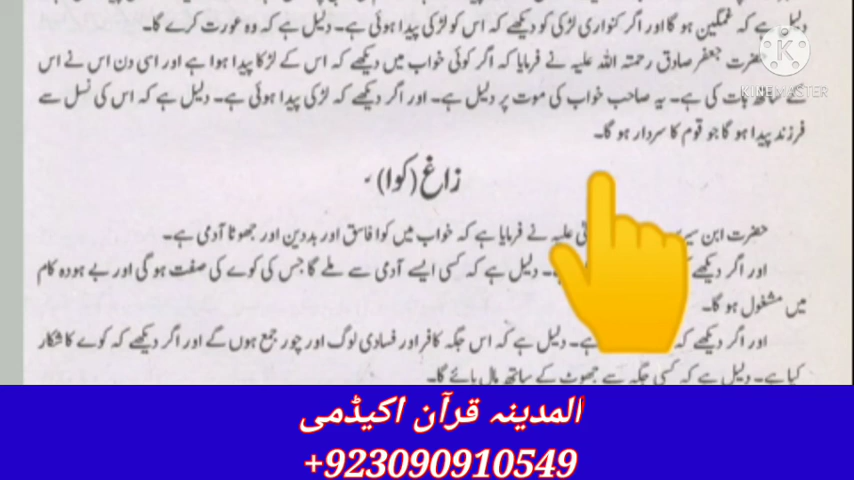 دلیل ہے کہ غمگین ہو گا اور اگر کنواری لڑکی کو دیکھے کہ اس کو لڑکی پیدا ہوئی ہے۔ دلیل ہے کہ وہ عورت کرے گا۔
حضرت جعفر صادق رحمتہ اللہ علیہ نے فرمایا کہ اگر کوئی خواب میں دیکھے کہ اس کے لڑکا پیدا ہوا ہے اور اسی دن اس نے اس
کے ساتھ بات کی ہے۔ یہ صاحب خواب کی موت پر دلیل ہے۔ اور اگر دیکھے کہ لڑکی پیدا ہوئی ہے۔ دلیل ہے کہ اس کی نسل سے
فرزند پیدا ہو گا جو قوم کا سردار ہو گا۔
KINEMASTER
زاغ (کوا)۔
حضرت ابن علیہ نے فرمایا ہے کہ خواب میں کوا فاسق اور بددین اور جھوٹا آدمی ہے۔
اور اگر دیکھے دلیل ہے کہ کسی ایسے آدمی سے ملے گا جس کی کوے کی صفت ہو گی اور بے ہودہ کام
میں مشغول ہو گا۔
اور اگر دیکھے کہ ہے۔ دلیل ہے کہ اس جگہ کافر اور فسادی لوگ اور چور جمع ہوں گے اور اگر دیکھے کہ کوے کا شکار
کیا ہے۔ دلیل ہے کہ کسی جگہ سے جھوٹ کے ساتھ مال پائے گا۔
المدینہ قرآن اکیڈمی
+923090910549